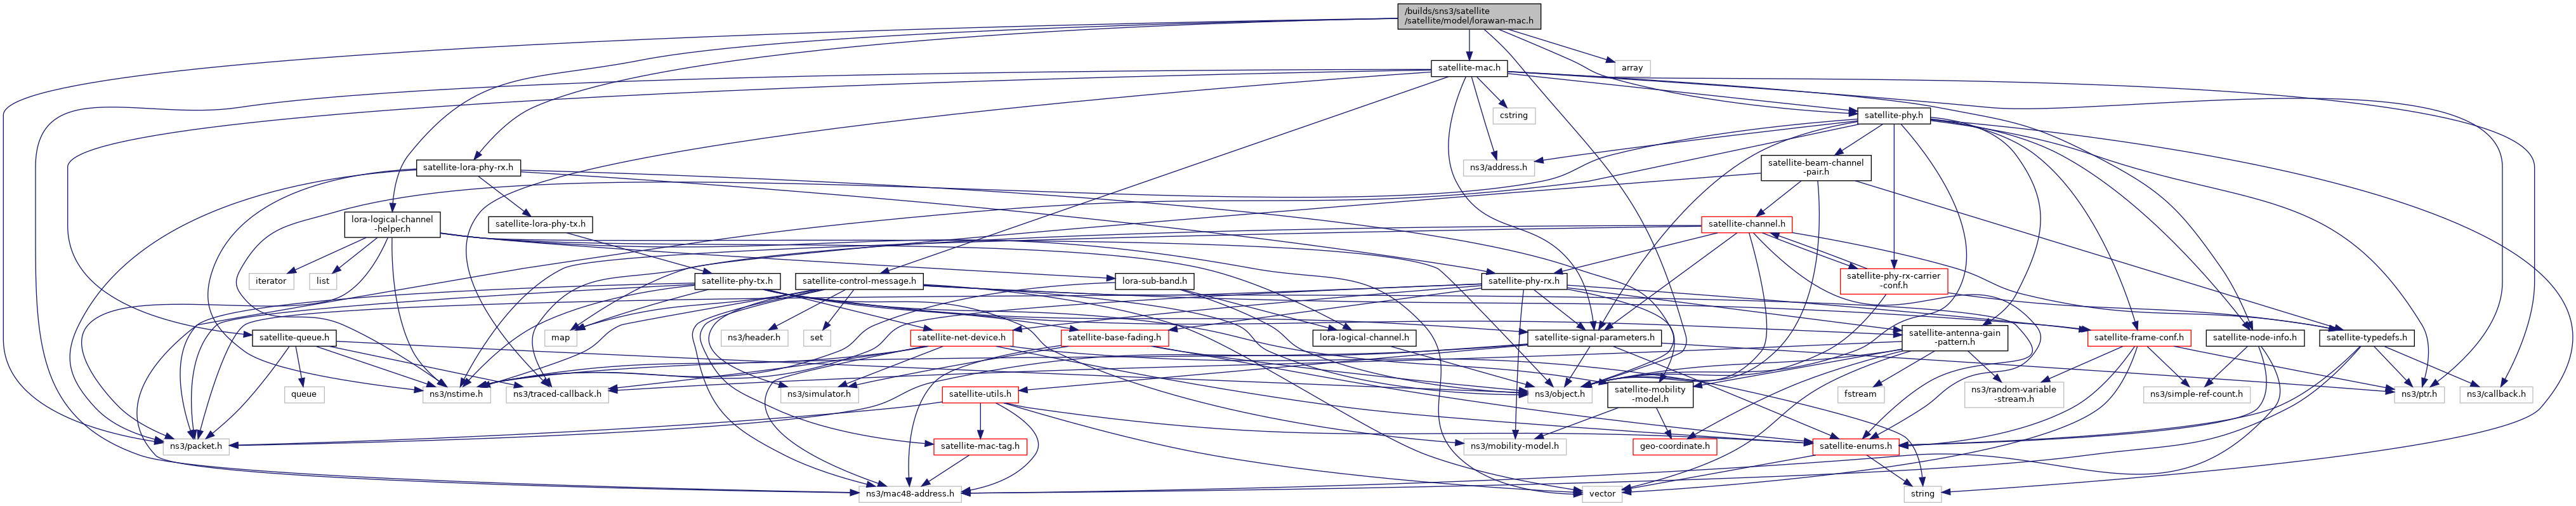 /builds/sns3/satellite
/satellite/model/lorawan-mac.h
satellite-mac.h
array
cstring
satellite-phy.h
satellite-lora-phy-rx.h
ns3/address.h
satellite-beam-channel
-pair.h
lora-logical-channel
-helper.h
satellite-lora-phy-tx.h
satellite-channel.h
iterator
list
satellite-phy-tx.h
satellite-control-message.h
lora-sub-band.h
satellite-phy-rx.h
satellite-phy-rx-carrier
-conf.h
satellite-queue.h
map
ns3/header.h
set
satellite-net-device.h
satellite-base-fading.h
lora-logical-channel.h
satellite-signal-parameters.h
satellite-antenna-gain
-pattern.h
satellite-frame-conf.h
satellite-node-info.h
satellite-typedefs.h
queue
ns3/nstime.h
ns3/traced-callback.h
ns3/simulator.h
satellite-utils.h
ns3/object.h
satellite-mobility
-model.h
fstream
ns3/random-variable
-stream.h
ns3/simple-ref-count.h
ns3/ptr.h
ns3/callback.h
ns3/packet.h
satellite-mac-tag.h
ns3/mobility-model.h
geo-coordinate.h
satellite-enums.h
ns3/mac48-address.h
vector
string